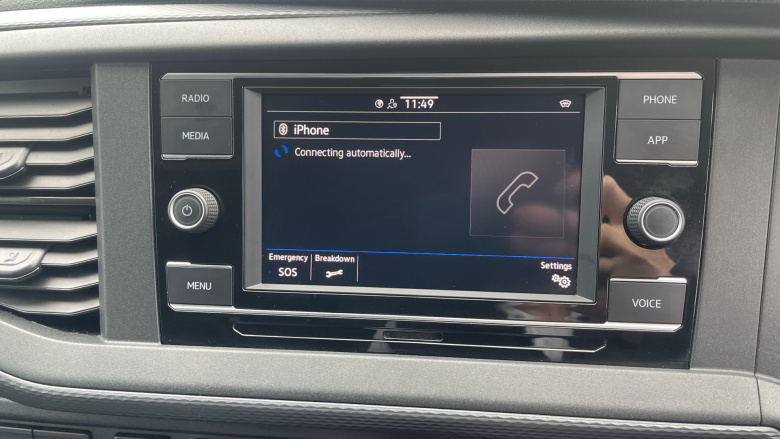 RADIO
MEDIA
MENU
11:49
iPhone
Connecting automatically...
Emergency
SOS
Breakdown
Settings
PHONE
APP
VOICE